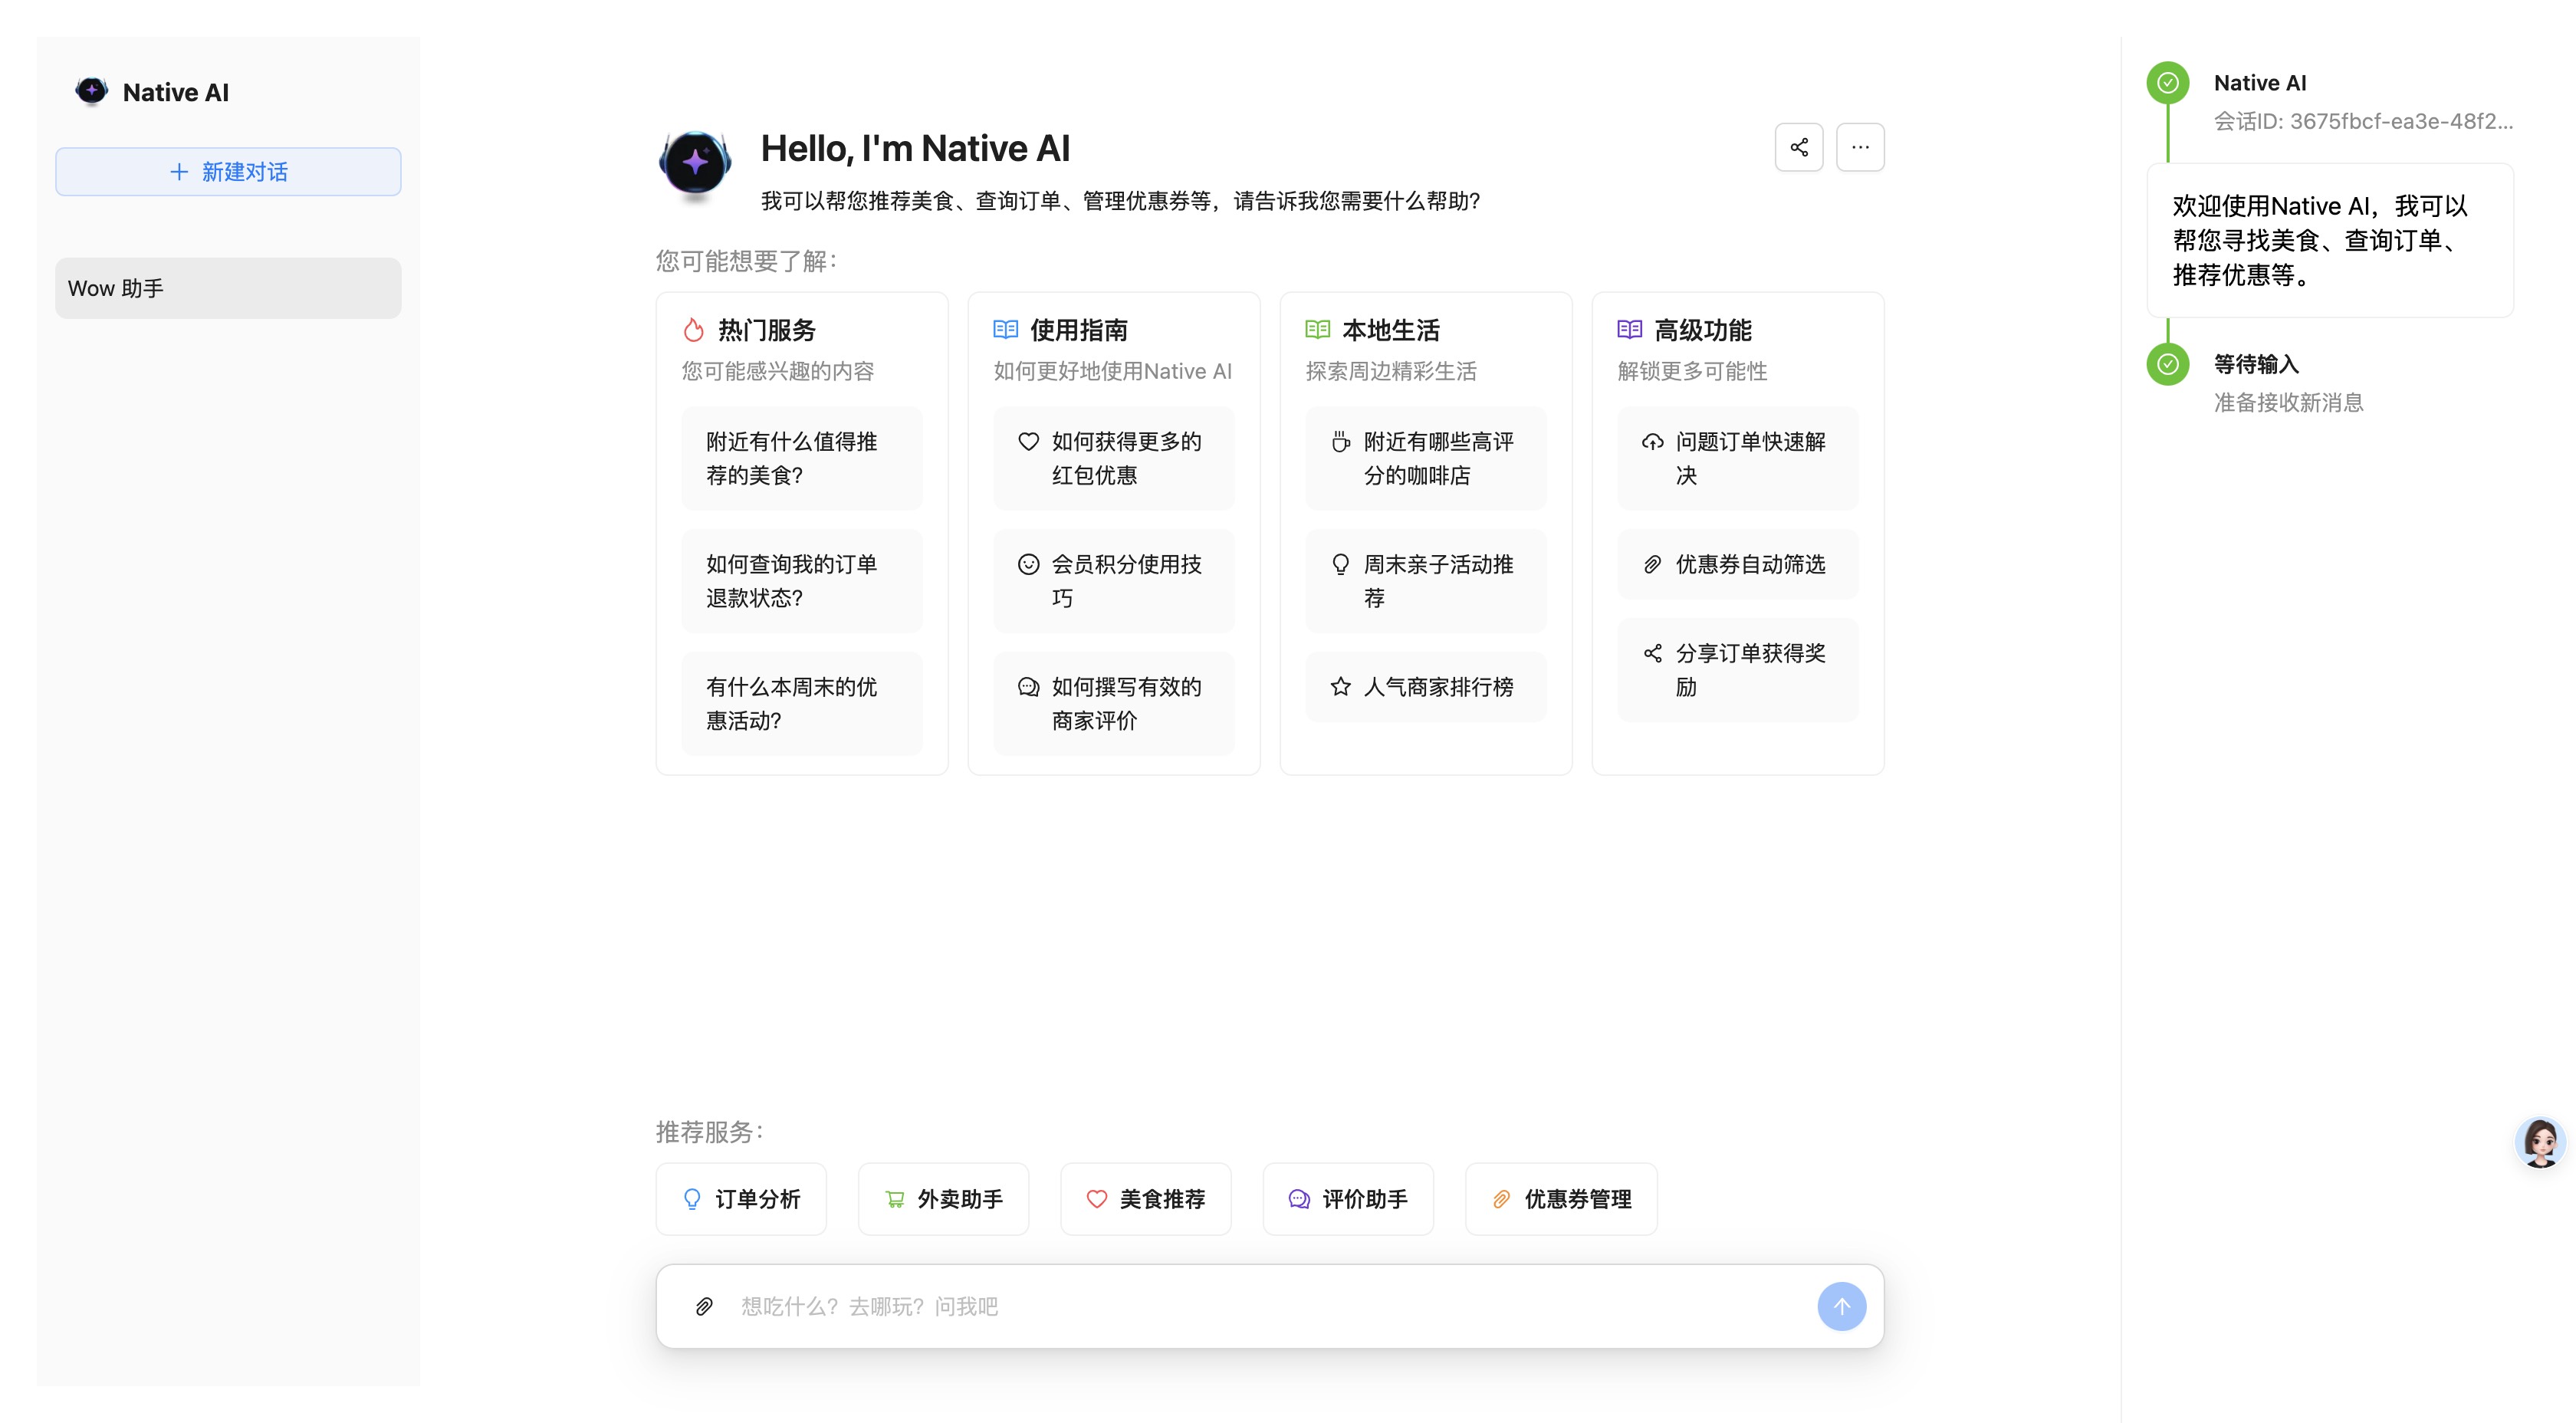 Native AI
新建对话
Wow 助手
Hello, I'm Native AI
我可以帮您推荐美食、查询订单、管理优惠券等，请告诉我您需要什么帮助?
您可能想要了解：
热门服务
您可能感兴趣的内容
附近有什么值得推
荐的美食?
如何查询我的订单
退款状态?
有什么本周末的优
惠活动?
使用指南
如何更好地使用Native AI
如何获得更多的
红包优惠
会员积分使用技
巧
如何撰写有效的
商家评价
本地生活
探索周边精彩生活
附近有哪些高评
分的咖啡店
周末亲子活动推
荐
人气商家排行榜
高级功能
解锁更多可能性
问题订单快速解
决
优惠券自动筛选
分享订单获得奖
励
推荐服务：
订单分析
外卖助手
美食推荐
评价助手
优惠券管理
想吃什么？去哪玩？问我吧
Native AI
会话ID: 3675fbcf-ea3e-48f2...
欢迎使用Native AI，我可以
帮您寻找美食、查询订单、
推荐优惠等。
等待输入
准备接收新消息